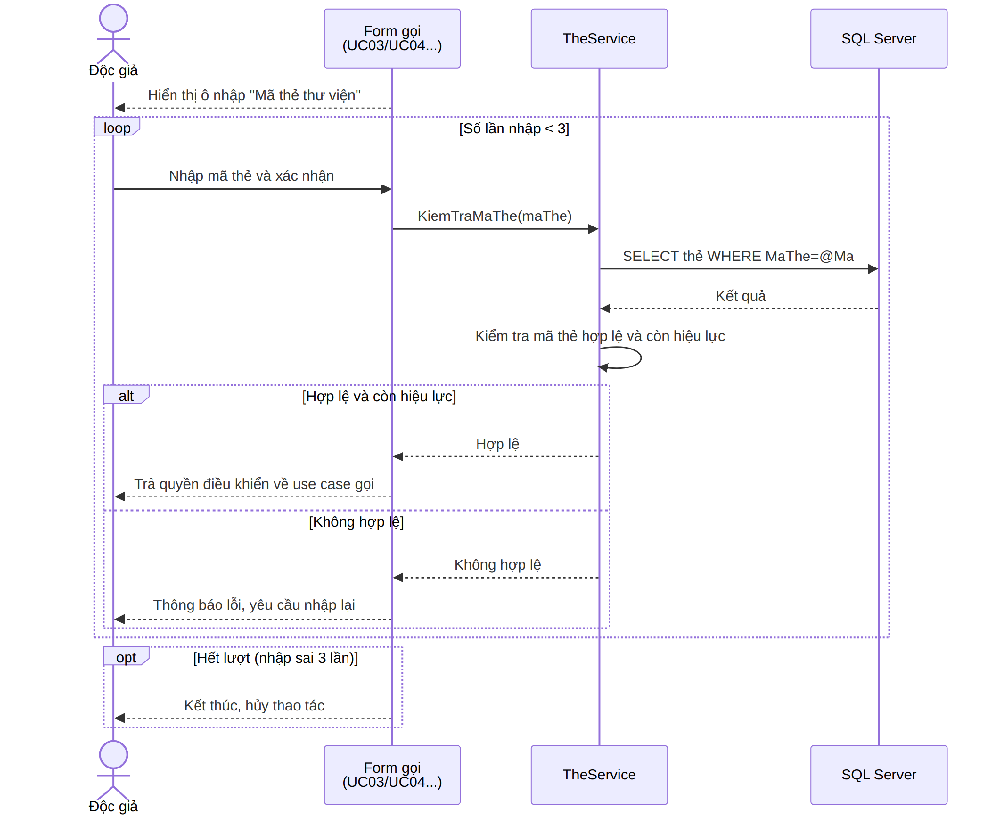 Độc giả
Form gọi
(UC03/UC04...)
TheService
SQL Server
Hiển thị ô nhập "Mã thẻ thư viện"
loop
[Số lần nhập < 3]
Nhập mã thẻ và xác nhận
KiemTraMaThe(maThe)
SELECT thẻ WHERE MaThe=@Ma
Kết quả
Kiểm tra mã thẻ hợp lệ và còn hiệu lực
alt
[Hợp lệ và còn hiệu lực]
Hợp lệ
Trả quyền điều khiển về use case gọi
[Không hợp lệ]
Không hợp lệ
Thông báo lỗi, yêu cầu nhập lại
opt
[Hết lượt (nhập sai 3 lần)]
Kết thúc, hủy thao tác
Độc giả
Form gọi
(UC03/UC04...)
TheService
SQL Server